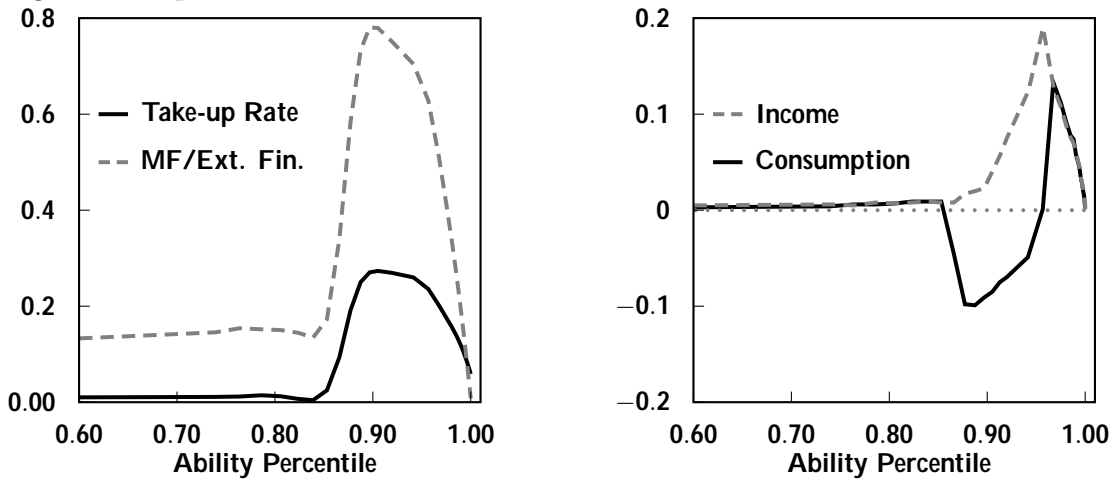 0.8
0.6
0.4
0.2
0.00
Take-up Rate
MF/Ext. Fin.
0.60 0.70 0.80 0.90 1.00
Ability Percentile
0.2
0.1
0
−0.1
−0.2
Income
Consumption
0.60 0.70 0.80 0.90 1.00
Ability Percentile